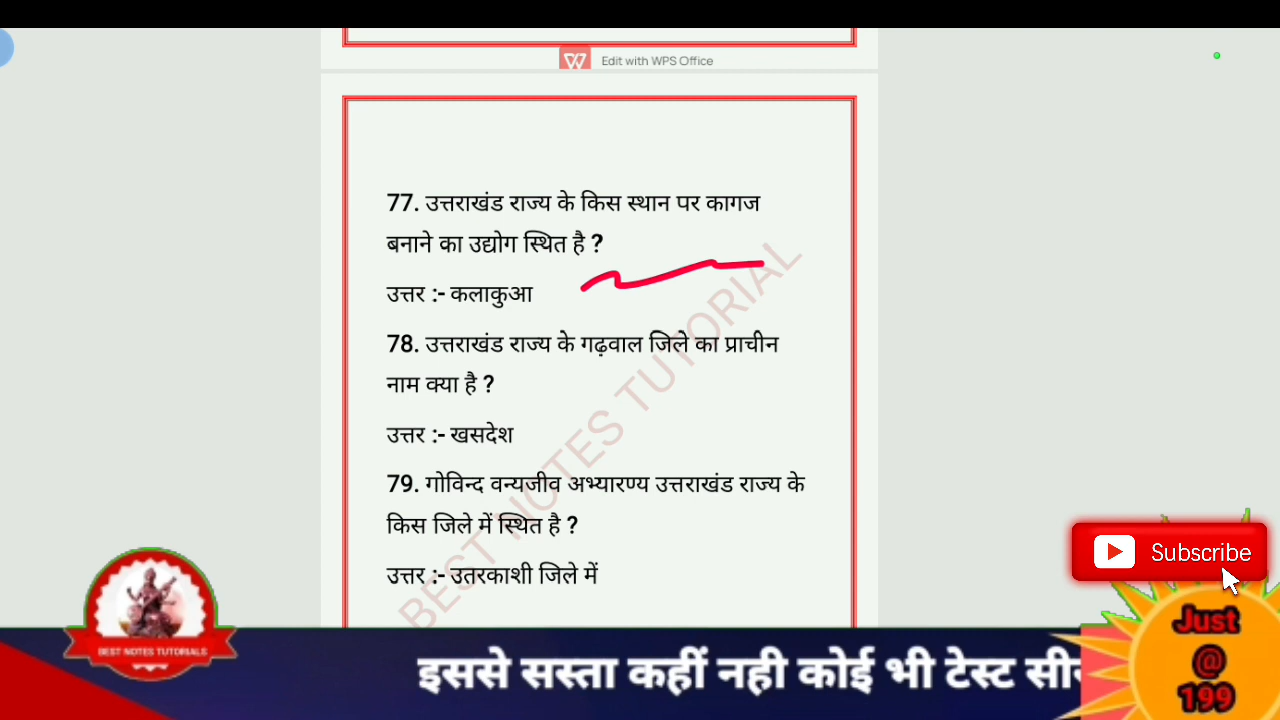 Edit with WPS Office
77. उत्तराखंड राज्य के किस स्थान पर कागज
बनाने का उद्योग स्थित है ?
उत्तर :- कलाकुआ
78. उत्तराखंड राज्य के गढ़वाल जिले का प्राचीन
नाम क्या है ?
उत्तर :- खसदेश
79. गोविन्द वन्यजीव अभ्यारण्य उत्तराखंड राज्य के
किस जिले में स्थित है ?
उत्तर :- उतरकाशी जिले में
BEST NOTES TUTORIAL
Subscribe
BEST NOTES TUTORIALS
इससे सस्ता कहीं नही कोई भी टेस्ट
Just
@
199